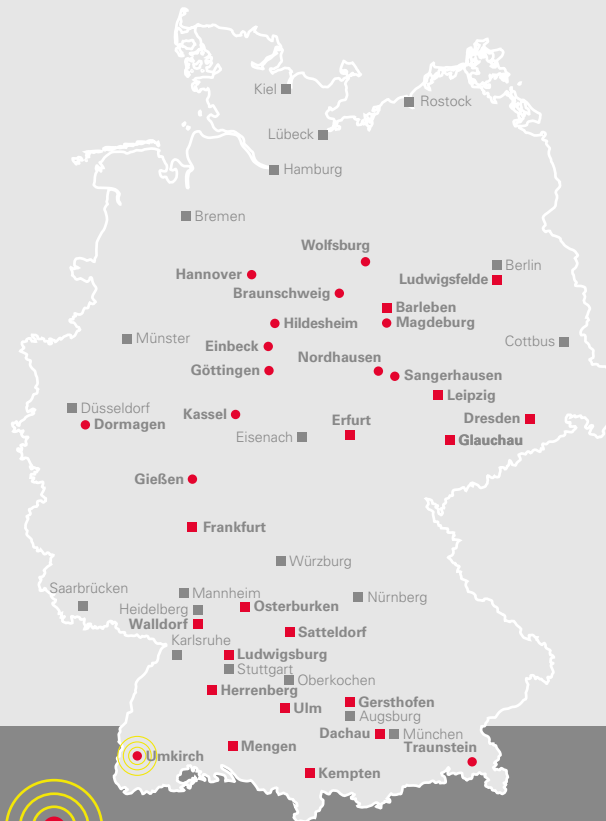 Kiel
Rostock
Lübeck
Hamburg
Bremen
Wolfsburg
Berlin
Hannover
Ludwigsfelde
Braunschweig
Barleben
Hildesheim
Magdeburg
Münster
Cottbus
Einbeck
Nordhausen
Göttingen
Sangerhausen
Leipzig
Düsseldorf
Kassel
Dresden
Dormagen
Erfurt
Eisenach
Glauchau
Gießen
Frankfurt
Würzburg
Saarbrücken
Mannheim
Nürnberg
Heidelberg
Osterburken
Walldorf
Satteldorf
Karlsruhe
Ludwigsburg
Stuttgart
Oberkochen
Herrenberg
Gersthofen
Ulm
Augsburg
Dachau
München
Mengen
Traunstein
Umkirch
Kempten